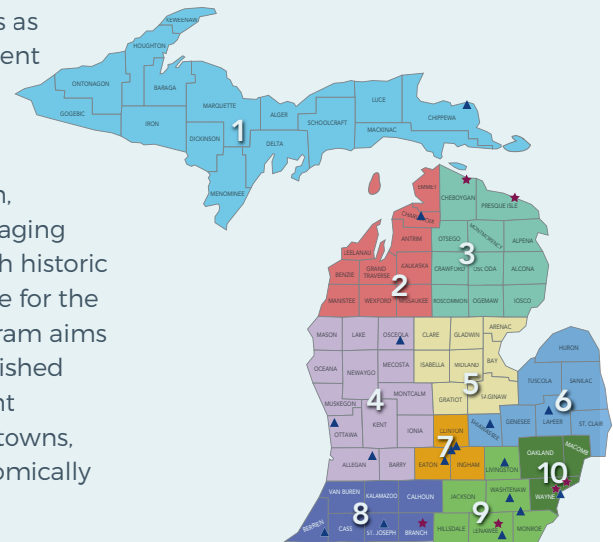 s as
ent
n,
aging
h historic
e for the
ram aims
ished
nt
towns,
omically
KEWEENAW
HOUGHTON
ONTONAGON
BARAGA
GOGEBIC
IRON
MARQUETTE
DICKINSON
MENOMINEE
1
ALGER
DELTA
SCHOOLCRAFT
LUCE
MACKINAC
CHIPPEWA
EMMET
CHEBOYGAN
PRESQUE ISLE
CHARLEVOIX
ANTRIM
OTSEGO
MONTMORENCY
ALPENA
3
LEELANAU
BENZIE
GRAND
TRAVERSE
KALKASKA
CRAWFORD
OSCODA
ALCONA
2
MANISTEE
WEXFORD
MISSAUKEE
ROSCOMMON
OGEMAW
IOSCO
MASON
LAKE
OSCEOLA
CLARE
GLADWIN
ARENAC
HURON
OCEANA
NEWAYGO
MECOSTA
ISABELLA
MIDLAND
BAY
5
TUSCOLA
SANILAC
MUSKEGON
4
MONTCALM
GRATIOT
SAGINAW
6
OTTAWA
KENT
IONIA
CLINTON
SHIAWASSEE
GENESEE
LAPEER
ST. CLAIR
7
ALLEGAN
BARRY
EATON
INGHAM
LIVINGSTON
OAKLAND
MACOMB
10
VAN BUREN
KALAMAZOO
CALHOUN
JACKSON
WASHTENAW
WAYNE
8
9
BERRIEN
CASS
ST. JOSEPH
BRANCH
HILLSDALE
LENAWEE
MONROE